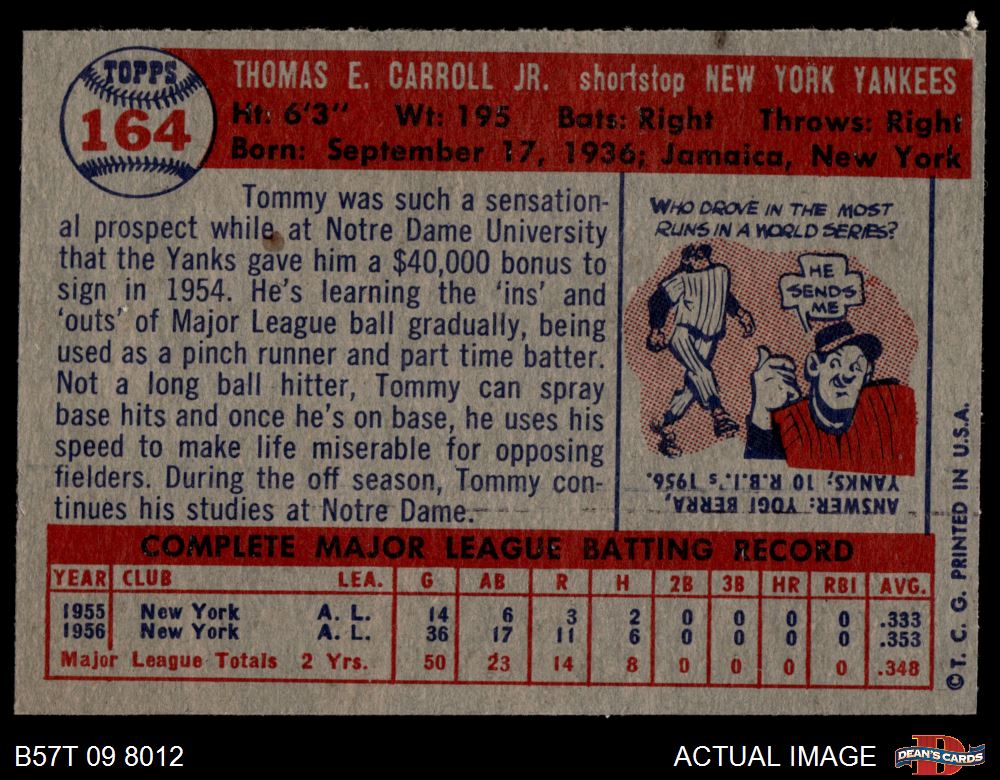 TOPPS
164
THOMAS E. CARROLL JR. shortstop NEW YORK YANKEES
Ht: 6'3" Wt: 195 Bats: Right Throws: Right
Born: September 17, 1936; Jamaica, New York
Tommy was such a sensation-
al prospect while at Notre Dame University
that the Yanks gave him a $40,000 bonus to
sign in 1954. He's learning the 'ins' and
'outs' of Major League ball gradually, being
used as a pinch runner and part time batter.
Not a long ball hitter, Tommy can spray
base hits and once he's on base, he uses his
speed to make life miserable for opposing
fielders. During the off season, Tommy con-
tinues his studies at Notre Dame.
WHO DROVE IN THE MOST
RUNS IN A WORLD SERIES?
HE
SENDS
ME
ANSWER: YOGI BERRA,
YANKS; 10 R.B.I.'s 1956.
COMPLETE MAJOR LEAGUE BATTING RECORD
YEAR CLUB LEA. G AB R H 2B 3B HR RBI AVG.
1955 New York A. L. 14 6 3 2 0 0 0 0 .333
1956 New York A. L. 36 17 11 6 0 0 0 0 .353
Major League Totals 2 Yrs. 50 23 14 8 0 0 0 0 .348
© T. C. G. PRINTED IN U.S.A.
B57T 09 8012
ACTUAL IMAGE
D
DEAN'S CARDS